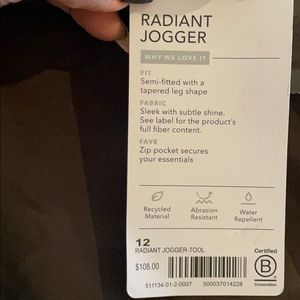 RADIANT
JOGGER
WHY WE LOVE IT
FIT
Semi-fitted with a
tapered leg shape
FABRIC
Sleek with subtle shine.
See label for the product's
full fiber content.
FAVE
Zip pocket secures
your essentials
Recycled
Material
Abrasion
Resistant
Water
Repellent
12
RADIANT JOGGER-TOOL
$108.00
511134-01-2-0007 500037014228
Certified
B
Corporation